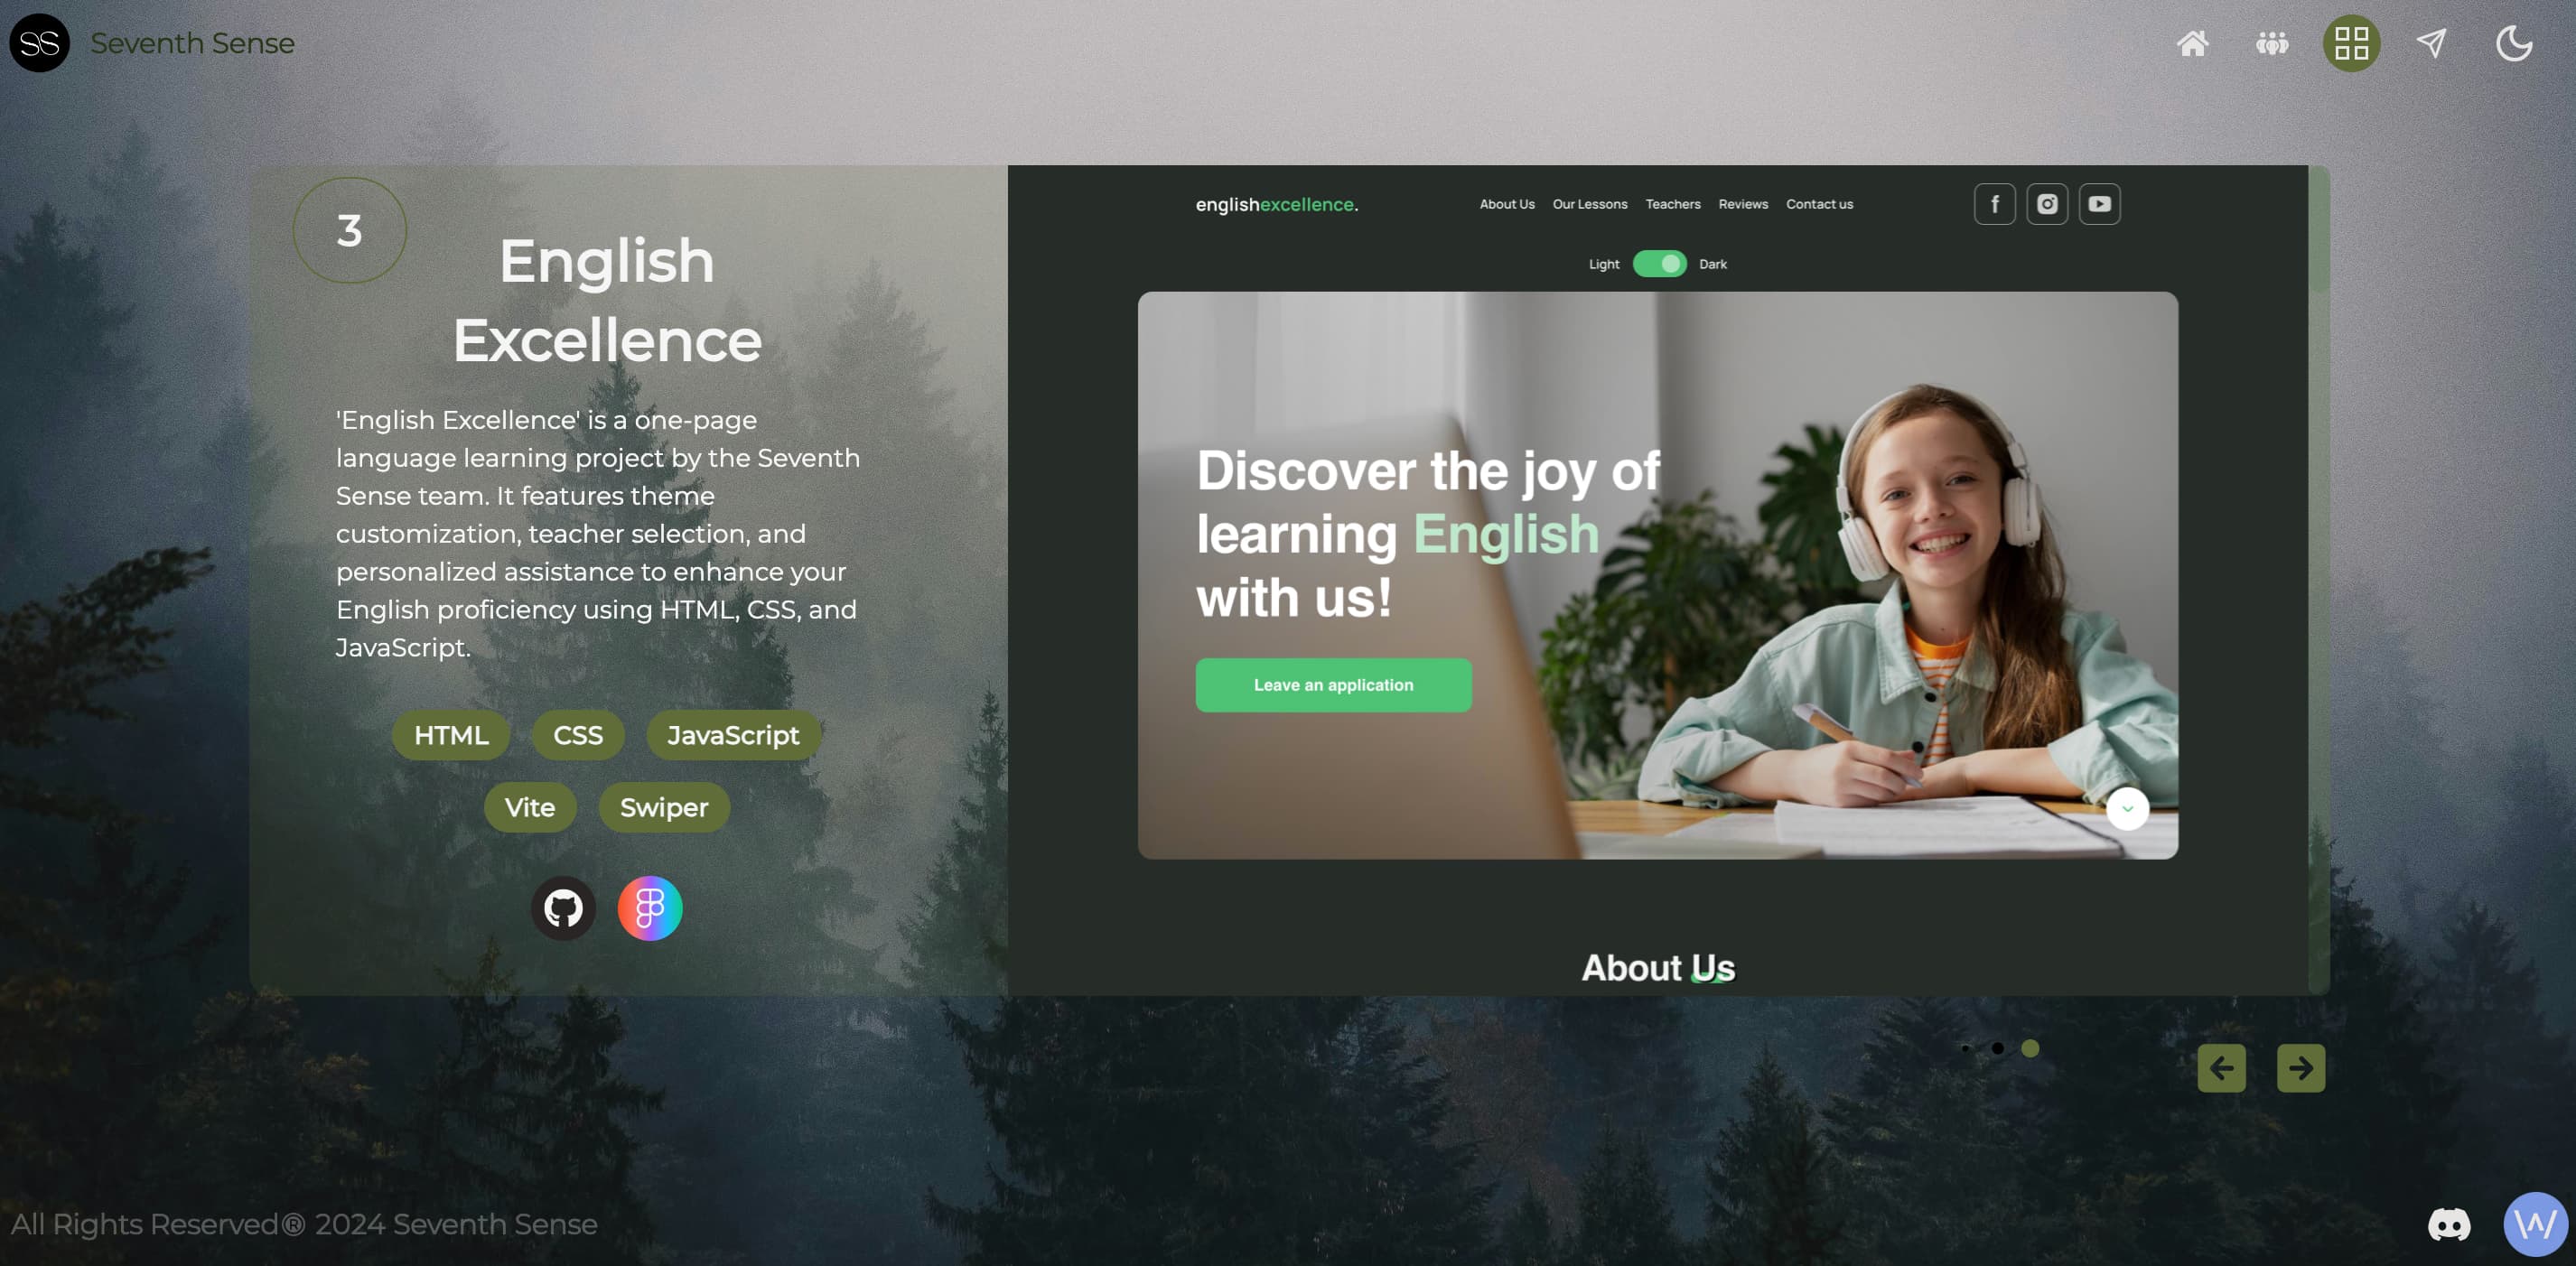 SS Seventh Sense
3
English
Excellence
'English Excellence' is a one-page
language learning project by the Seventh
Sense team. It features theme
customization, teacher selection, and
personalized assistance to enhance your
English proficiency using HTML, CSS, and
JavaScript.
HTML CSS JavaScript
Vite Swiper
englishexcellence. About Us Our Lessons Teachers Reviews Contact us f
Light Dark
Discover the joy of
learning English
with us!
Leave an application
About Us
All Rights Reserved® 2024 Seventh Sense
W